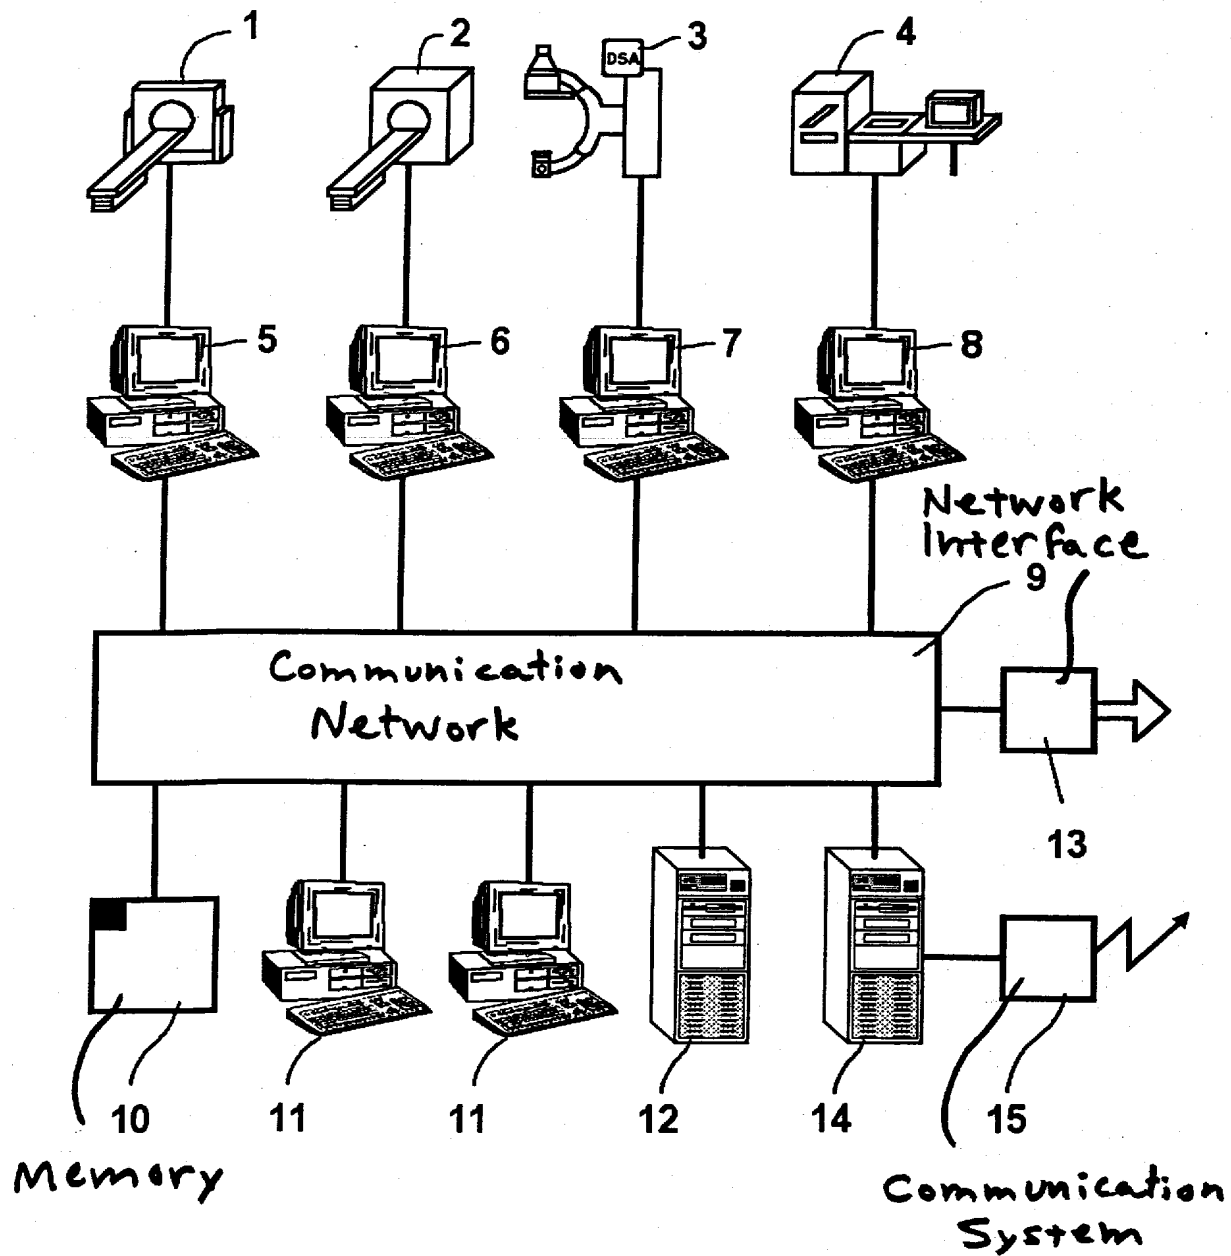 1
2
3
4
DSA
5
6
7
8
Network
Interface
9
Communication
Network
13
10
11
11
12
14
15
Memory
Communication
System